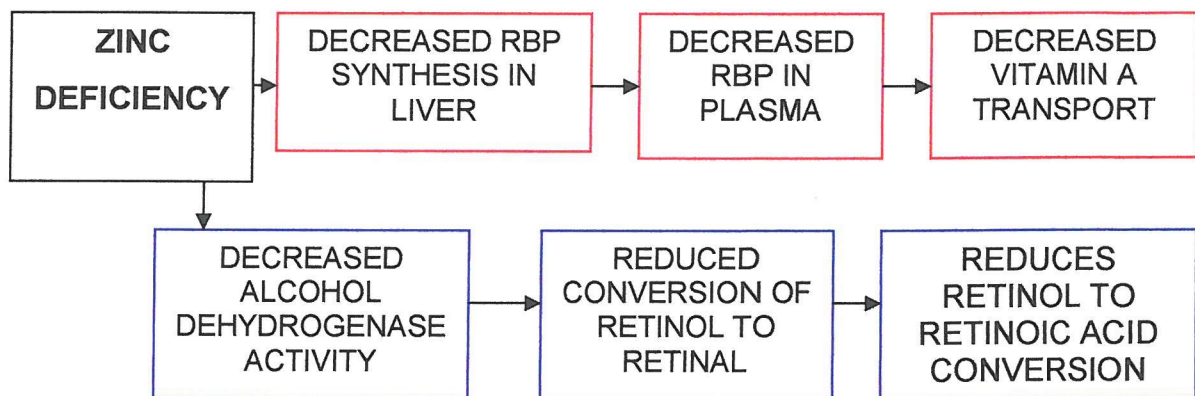 ZINC
DEFICIENCY
DECREASED RBP
SYNTHESIS IN
LIVER
DECREASED
RBP IN
PLASMA
DECREASED
VITAMIN A
TRANSPORT
DECREASED
ALCOHOL
DEHYDROGENASE
ACTIVITY
REDUCED
CONVERSION OF
RETINOL TO
RETINAL
REDUCES
RETINOL TO
RETINOIC ACID
CONVERSION